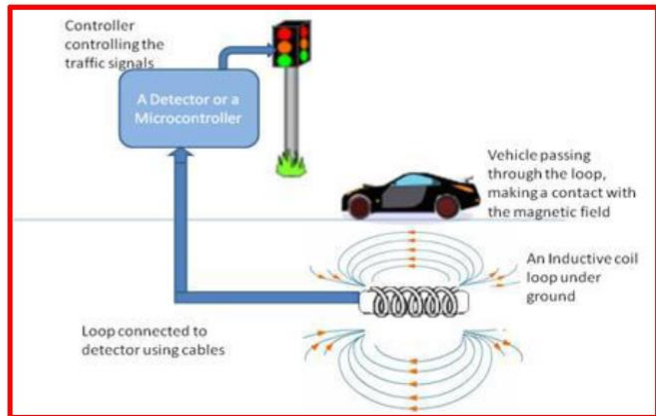 Controller
controlling the
traffic signals
A Detector or a
Microcontroller
Vehicle passing
through the loop,
making a contact with
the magnetic field
An Inductive coil
loop under
ground
Loop connected to
detector using cables